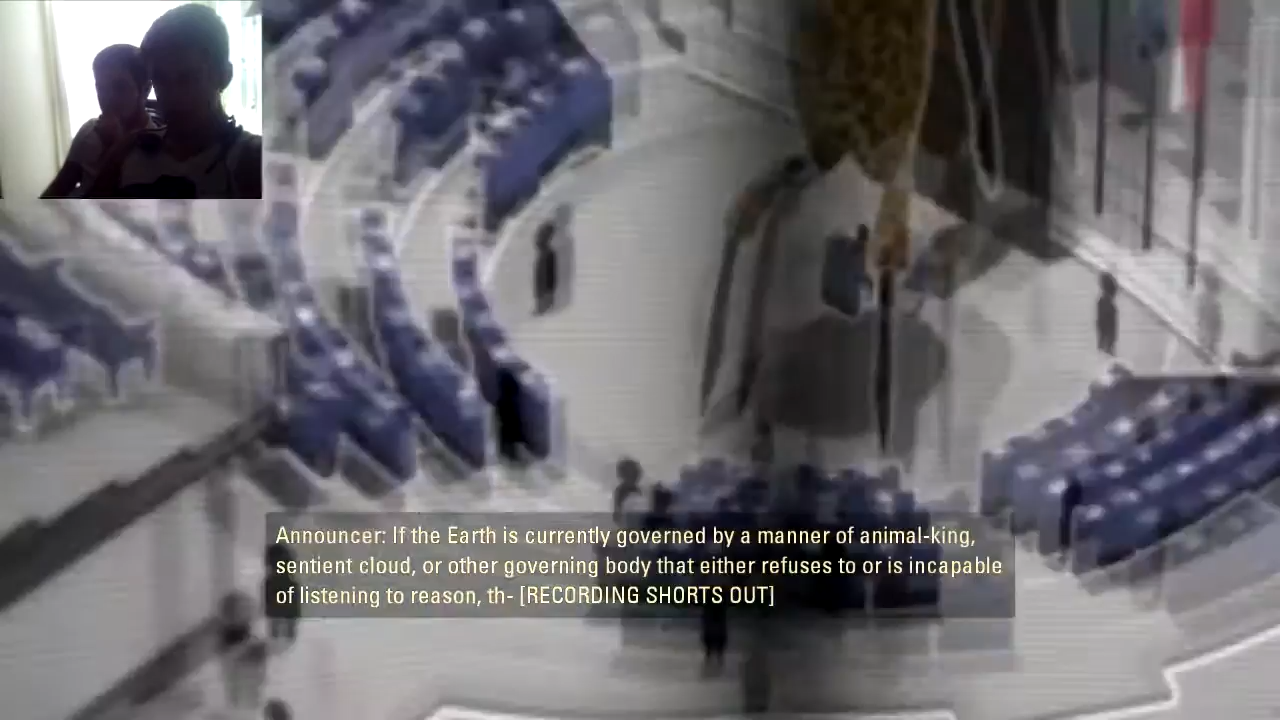 Announcer: If the Earth is currently governed by a manner of animal-king,
sentient cloud, or other governing body that either refuses to or is incapable
of listening to reason, th- [RECORDING SHORTS OUT]